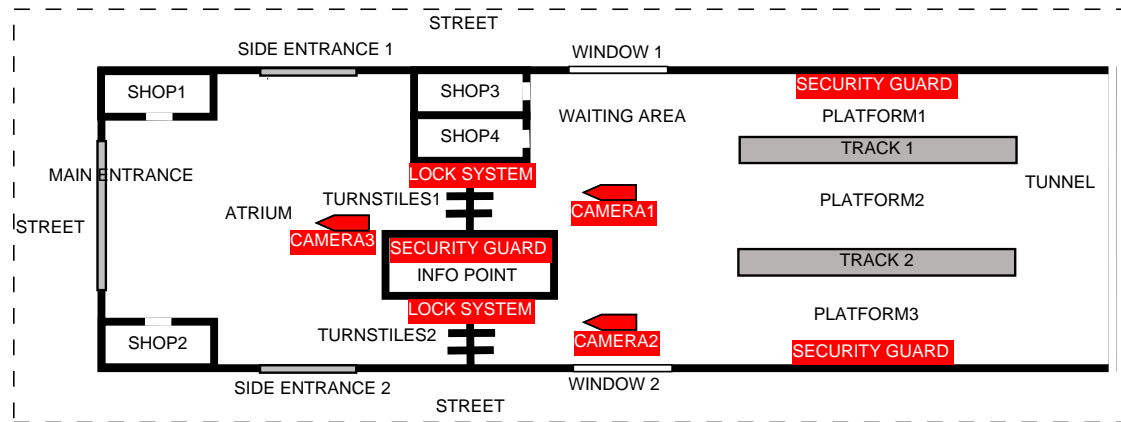 STREET
SIDE ENTRANCE 1
WINDOW 1
SHOP1
SHOP3
SECURITY GUARD
WAITING AREA
PLATFORM1
SHOP4
TRACK 1
MAIN ENTRANCE
LOCK SYSTEM
TUNNEL
TURNSTILES1
PLATFORM2
ATRIUM
CAMERA1
STREET
CAMERA3
SECURITY GUARD
INFO POINT
TRACK 2
LOCK SYSTEM
PLATFORM3
TURNSTILES2
CAMERA2
SHOP2
SECURITY GUARD
SIDE ENTRANCE 2
WINDOW 2
STREET